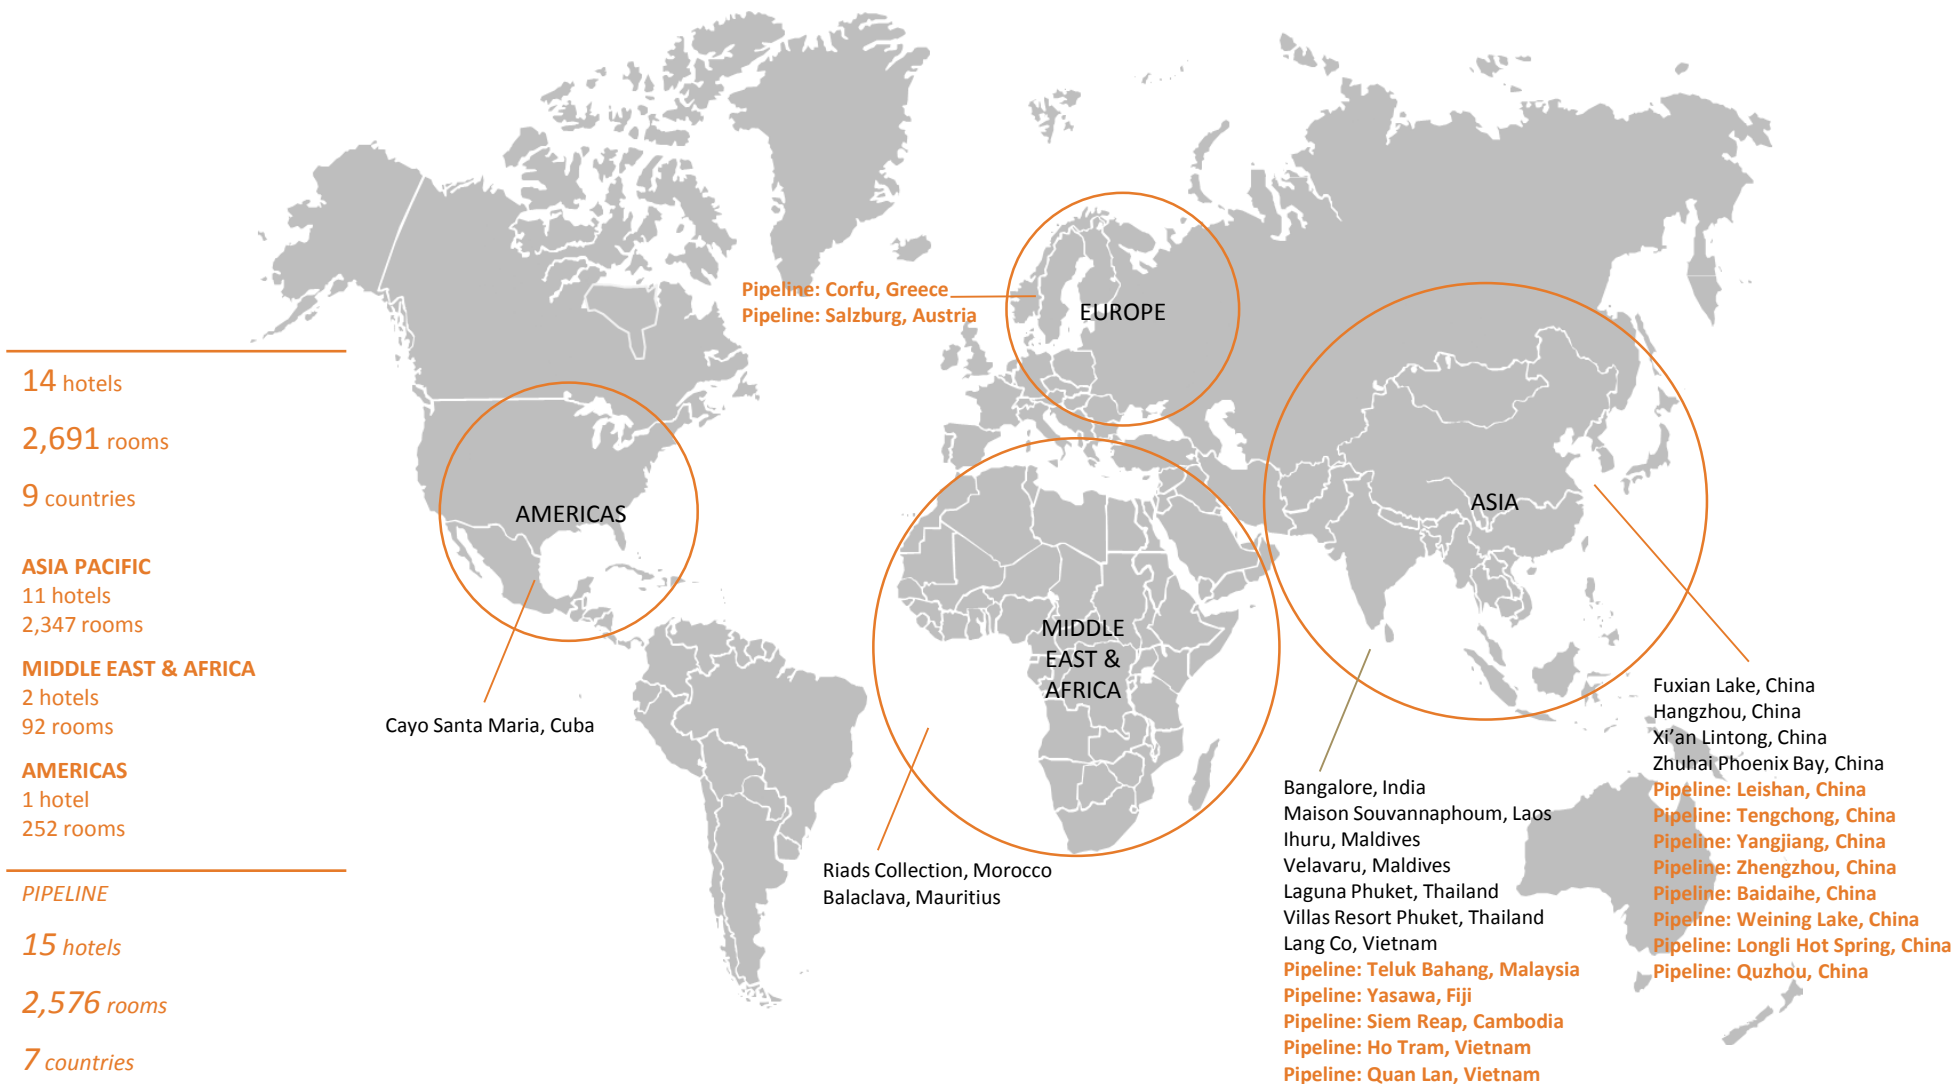 14 hotels
2,691 rooms
9 countries
ASIA PACIFIC
11 hotels
2,347 rooms
MIDDLE EAST & AFRICA
2 hotels
92 rooms
AMERICAS
1 hotel
252 rooms
PIPELINE
15 hotels
2,576 rooms
7 countries
AMERICAS
Cayo Santa Maria, Cuba
Pipeline: Corfu, Greece
Pipeline: Salzburg, Austria
EUROPE
MIDDLE
EAST &
AFRICA
Riads Collection, Morocco
Balaclava, Mauritius
ASIA
Bangalore, India
Maison Souvannaphoum, Laos
Ihuru, Maldives
Velavaru, Maldives
Laguna Phuket, Thailand
Villas Resort Phuket, Thailand
Lang Co, Vietnam
Pipeline: Teluk Bahang, Malaysia
Pipeline: Yasawa, Fiji
Pipeline: Siem Reap, Cambodia
Pipeline: Ho Tram, Vietnam
Pipeline: Quan Lan, Vietnam
Fuxian Lake, China
Hangzhou, China
Xi’an Lintong, China
Zhuhai Phoenix Bay, China
Pipeline: Leishan, China
Pipeline: Tengchong, China
Pipeline: Yangjiang, China
Pipeline: Zhengzhou, China
Pipeline: Baidaihe, China
Pipeline: Weining Lake, China
Pipeline: Longli Hot Spring, China
Pipeline: Quzhou, China